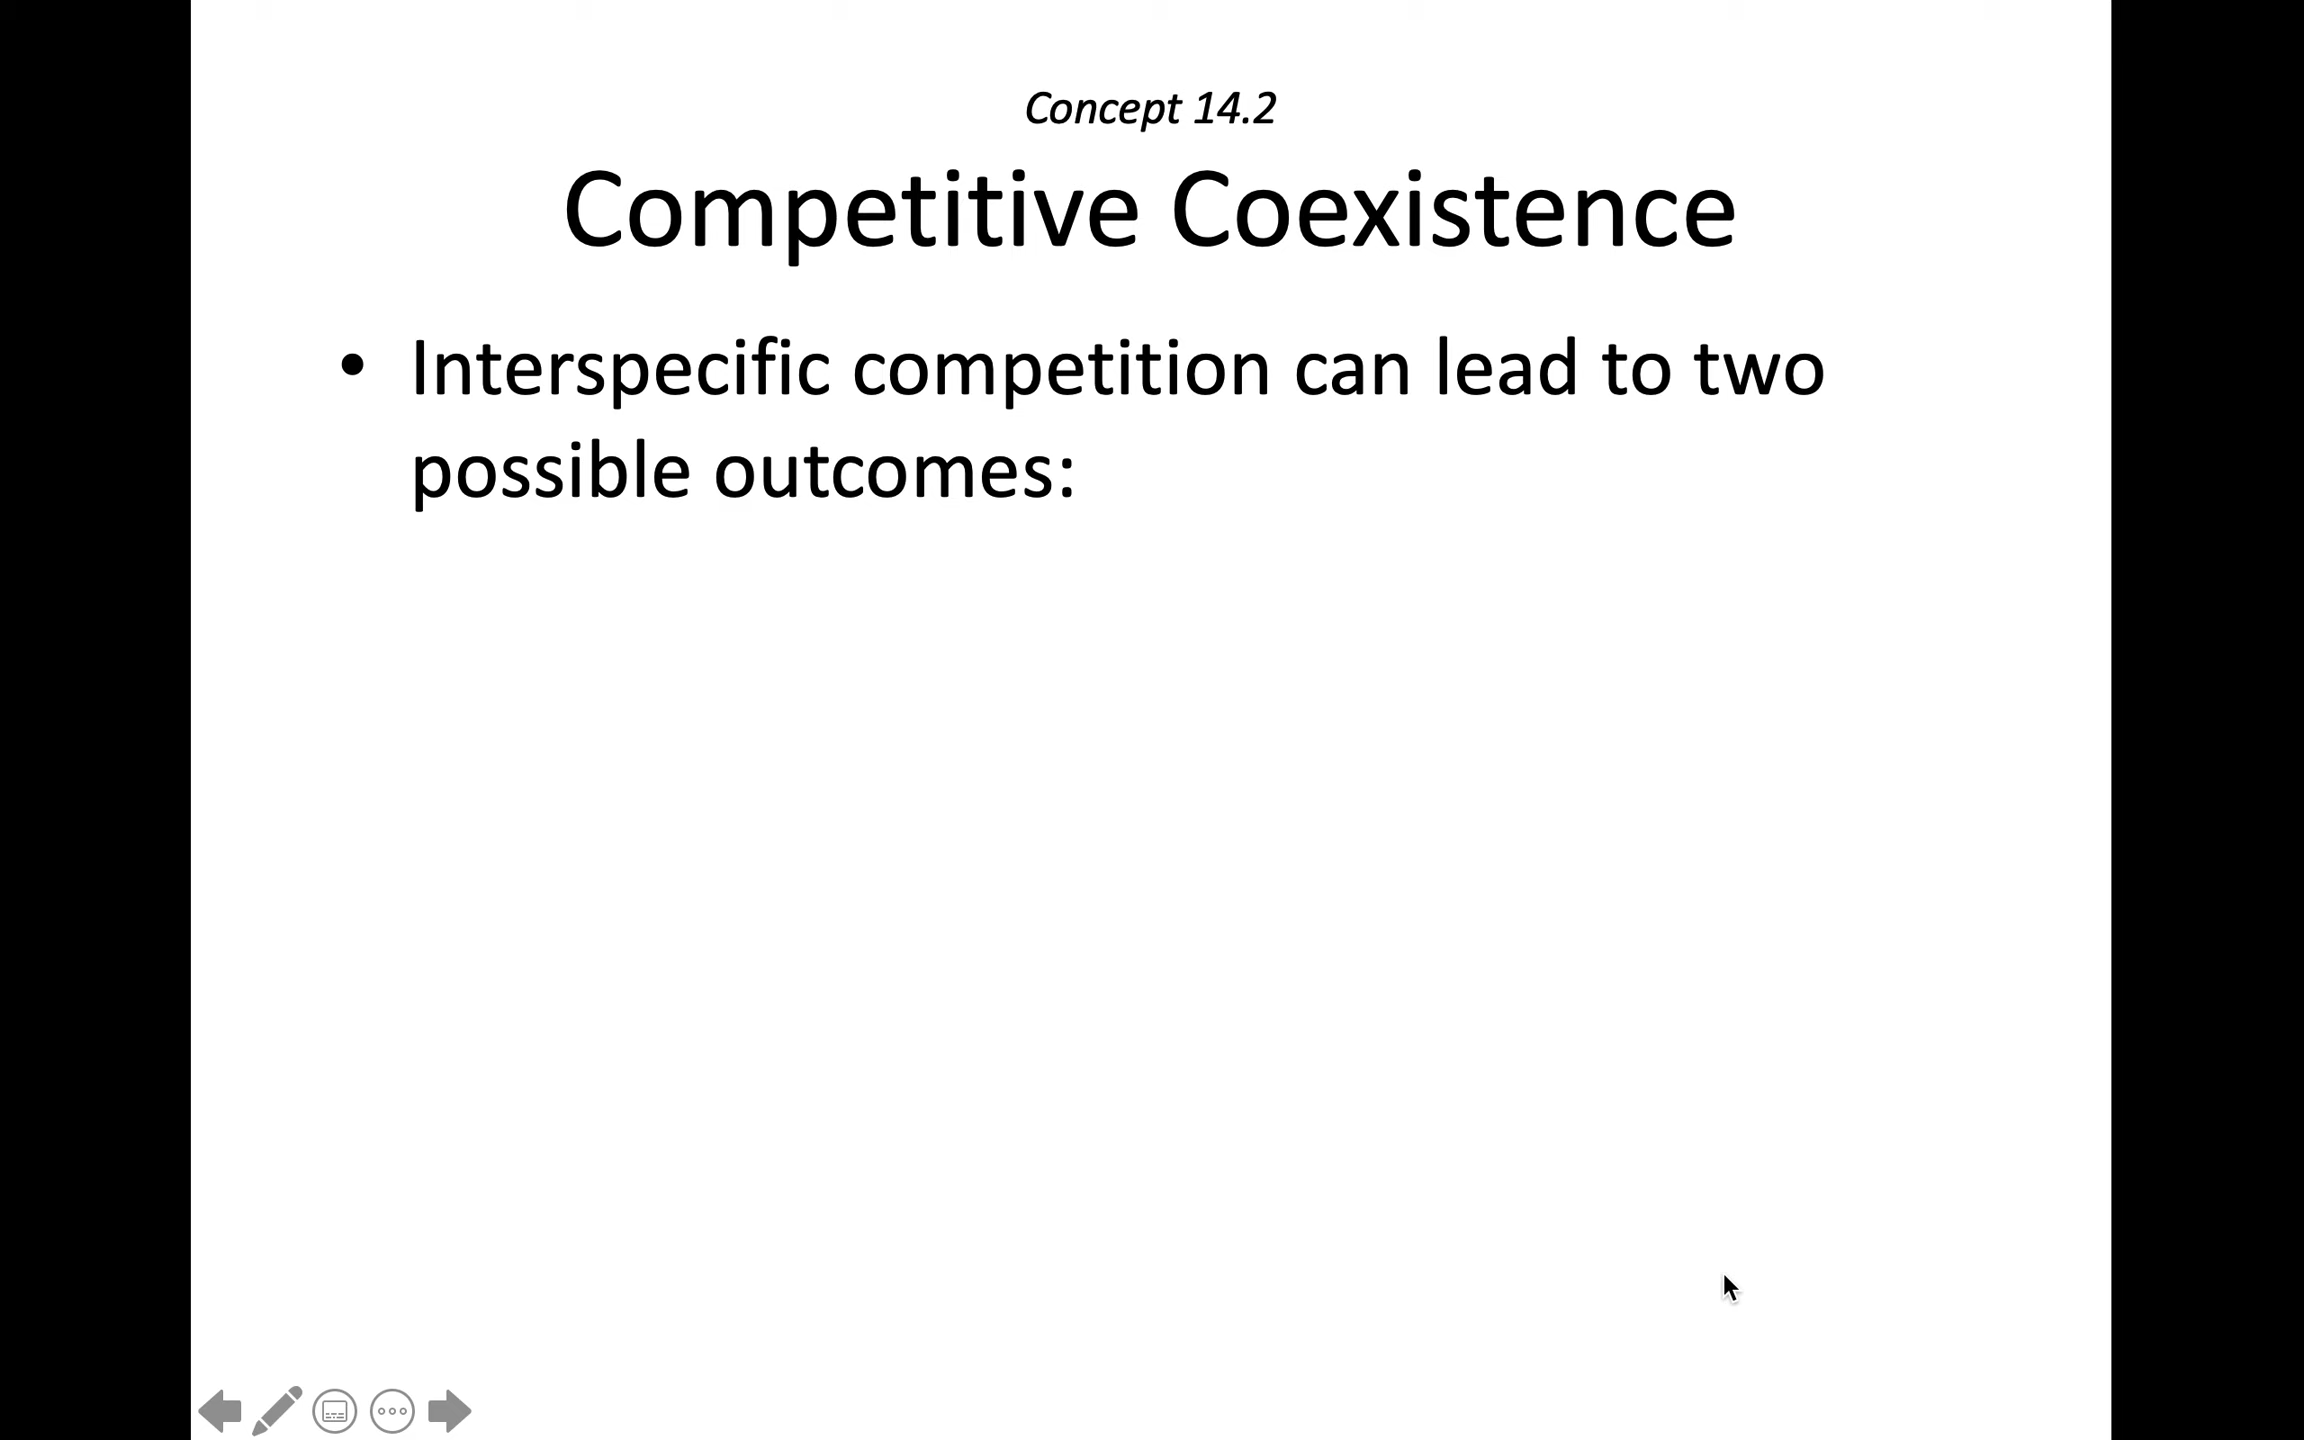 Concept 14.2
Competitive Coexistence
• Interspecific competition can lead to two
possible outcomes: